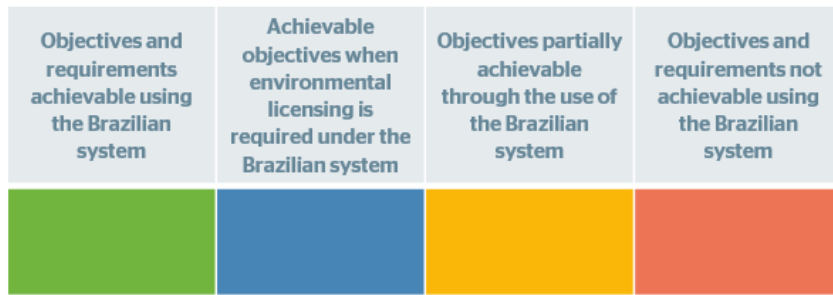 Objectives and
requirements
achievable using
the Brazilian
system
Achievable
objectives when
environmental
licensing is
required under the
Brazilian system
Objectives partially
achievable
through the use of
the Brazilian
system
Objectives and
requirements not
achievable using
the Brazilian
system